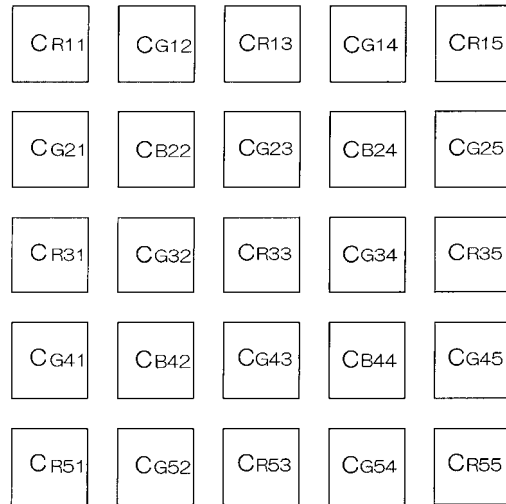 CR11 CG12 CR13 CG14 CR15
CG21 CB22 CG23 CB24 CG25
CR31 CG32 CR33 CG34 CR35
CG41 CB42 CG43 CB44 CG45
CR51 CG52 CR53 CG54 CR55